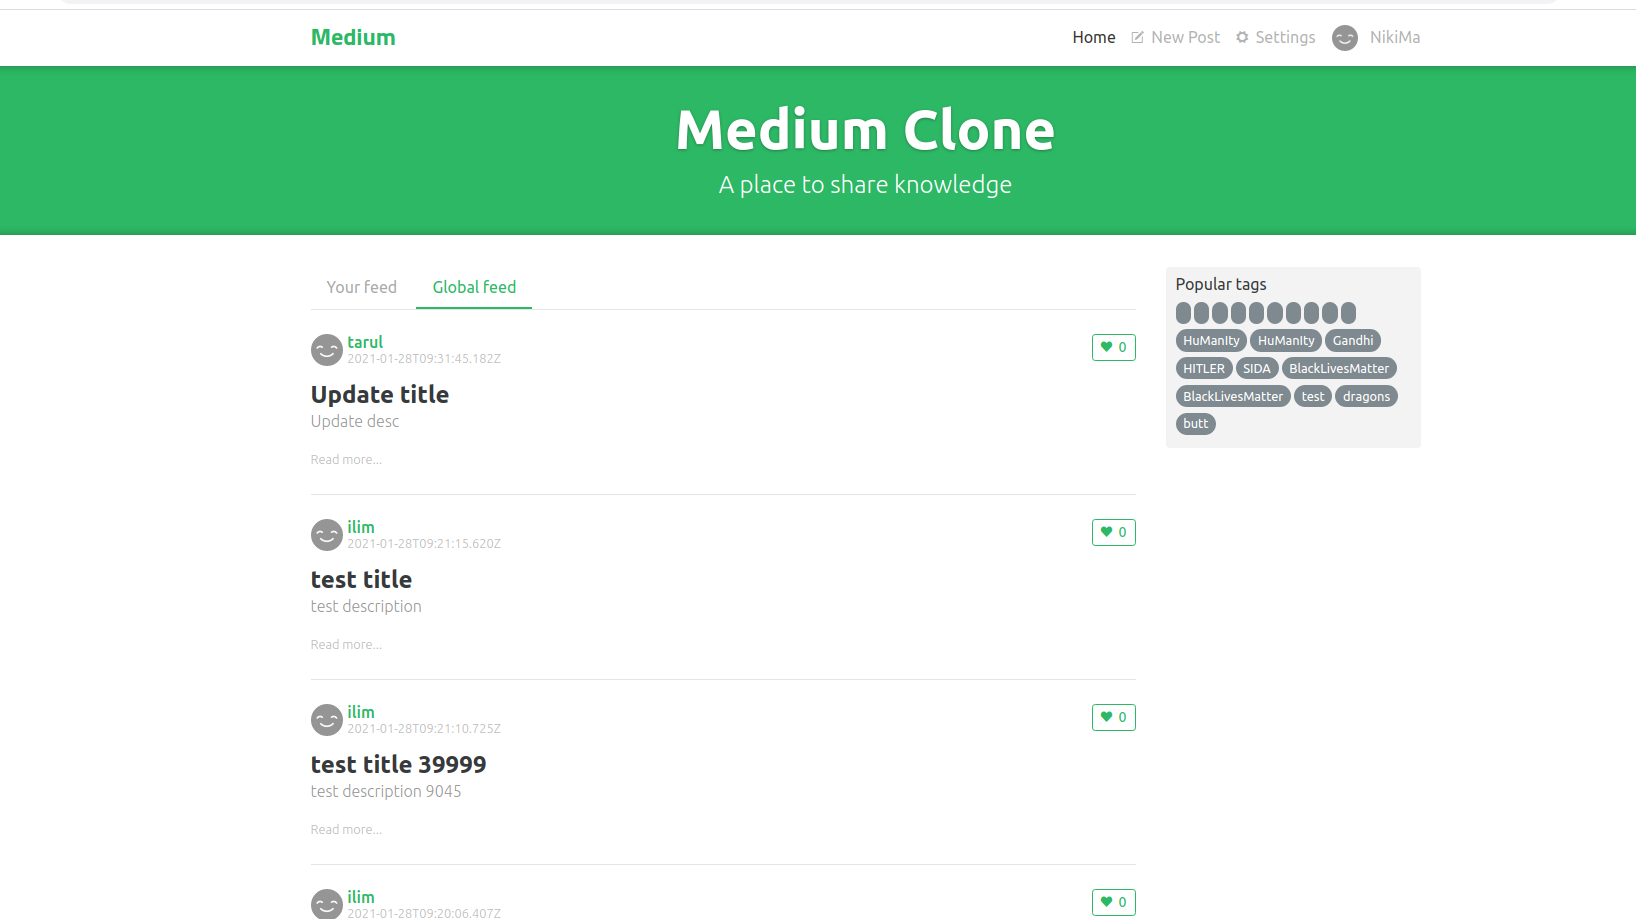 Medium
Home New Post Settings NikiMa
Medium Clone
A place to share knowledge
Your feed Global feed
tarul
2021-01-28T09:31:45.182Z
0
Update title
Update desc
Read more...
ilim
2021-01-28T09:21:15.620Z
0
test title
test description
Read more...
ilim
2021-01-28T09:21:10.725Z
0
test title 39999
test description 9045
Read more...
ilim
2021-01-28T09:20:06.407Z
0
Popular tags
HuManIty HuManIty Gandhi
HITLER SIDA BlackLivesMatter
BlackLivesMatter test dragons
butt